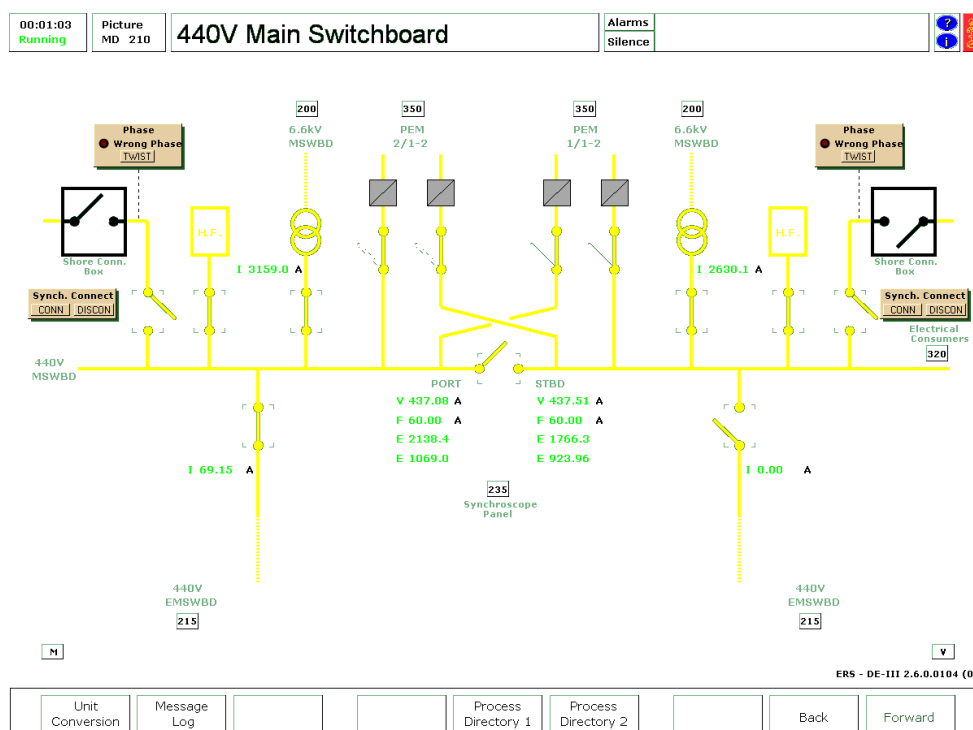 00:01:03
Running
Picture
MD 210
440V Main Switchboard
Alarms
Silence
?
i
200
350
350
200
6.6kV
MSWBD
PEM
2/1-2
PEM
1/1-2
6.6kV
MSWBD
Phase
Wrong Phase
TWIST
Phase
Wrong Phase
TWIST
H.F.
H.F.
Shore Conn.
Box
Shore Conn.
Box
I 3159.0 A
I 2630.1 A
Synch. Connect
CONN DISCON
Synch. Connect
CONN DISCON
Electrical
Consumers
320
440V
MSWBD
PORT
STBD
V 437.08 A
V 437.51 A
F 60.00 A
F 60.00 A
E 2138.4
E 1766.3
E 1069.0
E 923.96
I 69.15 A
I 0.00 A
235
Synchroscope
Panel
440V
EMSWBD
215
440V
EMSWBD
215
M
V
ERS - DE-III 2.6.0.0104 (0
Unit
Conversion
Message
Log
Process
Directory 1
Process
Directory 2
Back
Forward